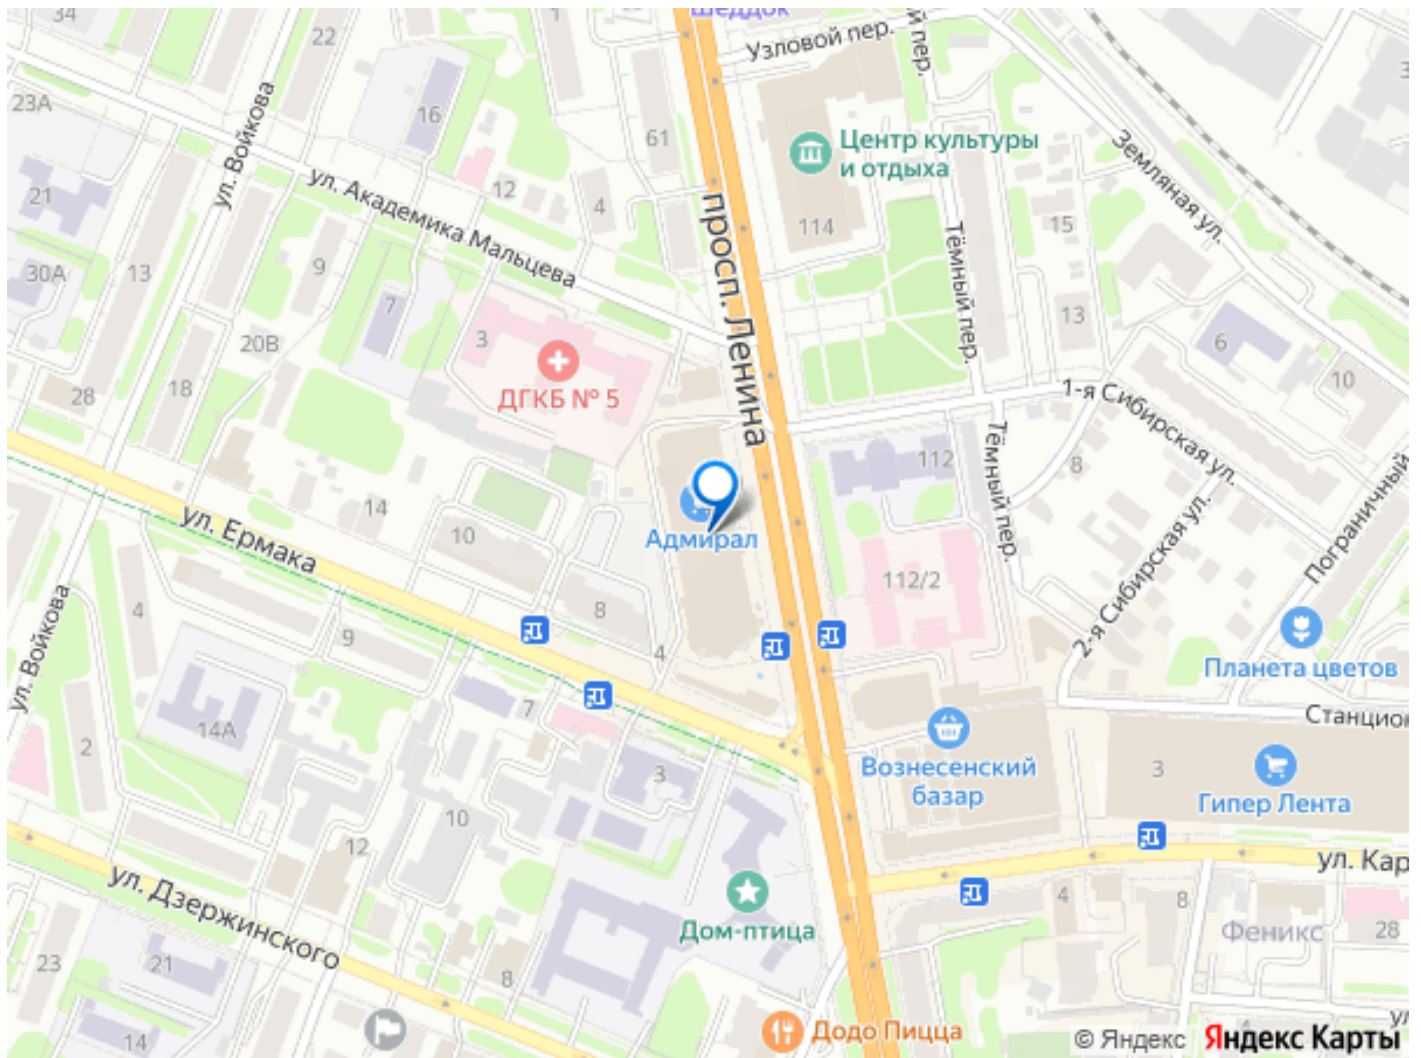 34
22
1
Шеддок
Узловой пер.
ый пер.
23А
ул. Войкова
16
61
Центр культуры
и отдыха
Земляная ул.
21
ул. Академика Мальцева
12
4
114
Тёмный пер.
15
30А
13
9
7
просп. Ленина
13
6
20В
3
ДГКБ № 5
10
28
18
1-я Сибирская ул.
Тёмный пер.
112
8
ул. Ермака
14
10
Адмирал
Пограничный
2-я Сибирская ул.
112/2
ул. Войкова
4
9
8
4
Планета цветов
14А
7
Станцион
2
3
Вознесенский
базар
3
Гипер Лента
10
12
ул. Кар
ул. Дзержинского
Дом-птица
4
8
Феникс
28
23
21
8
14
Додо Пицца
ул
© Яндекс Яндекс Карты